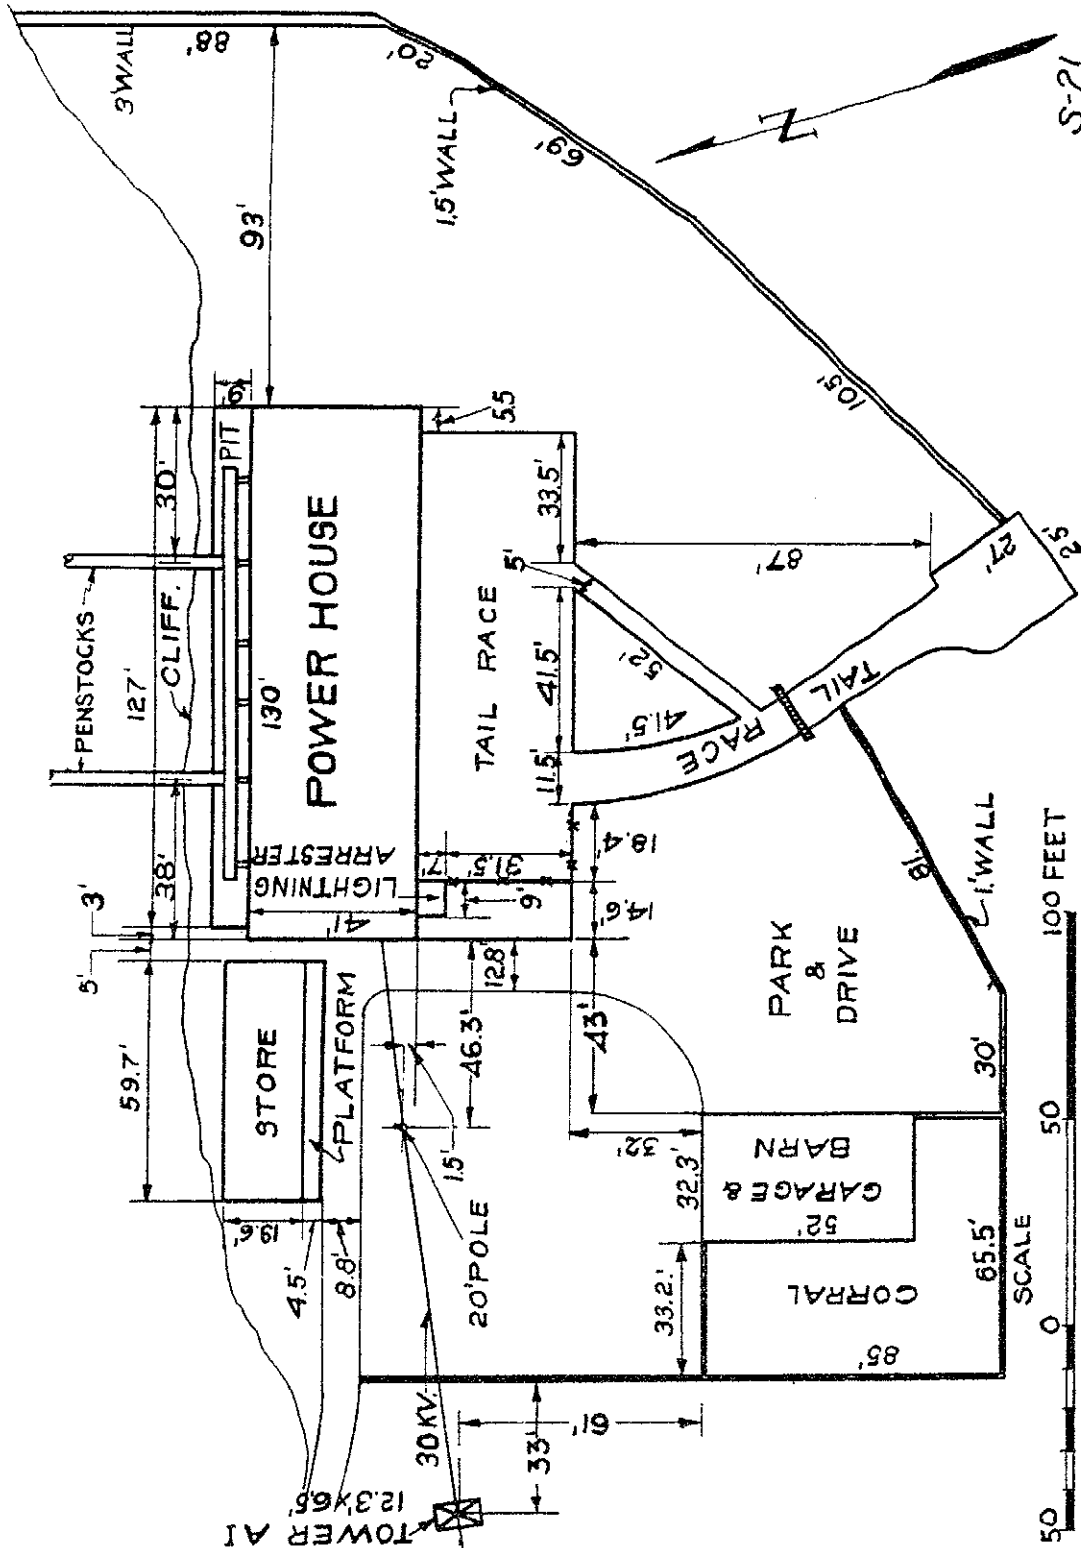 3' WALL
88'
20'
1.5' WALL
69'
N
S-21
93'
105'
9'
PIT
30'
PENSTOCKS
CLIFF.
127'
130'
POWER HOUSE
5.5
33.5'
5'
87'
27'
25'
TAIL RACE
41.5'
52'
41.5'
11.5'
RACE
TAIL
38'
LIGHTNING
ARRESTER
41'
7'
31.5'
9'
18.4'
14.6'
3'
5'
12.8'
43'
46.3'
59.7'
STORE
PLATFORM
PARK
&
DRIVE
81'
1.' WALL
30'
1.5'
32'
32.3'
BARN
GARAGE &
52'
19.6'
4.5'
8.8'
20' POLE
33.2.'
CORRAL
85'
65.5'
30 KV.
61'
33'
TOWER A1
12.3' X 6.5'
SCALE
50
0
50
100 FEET